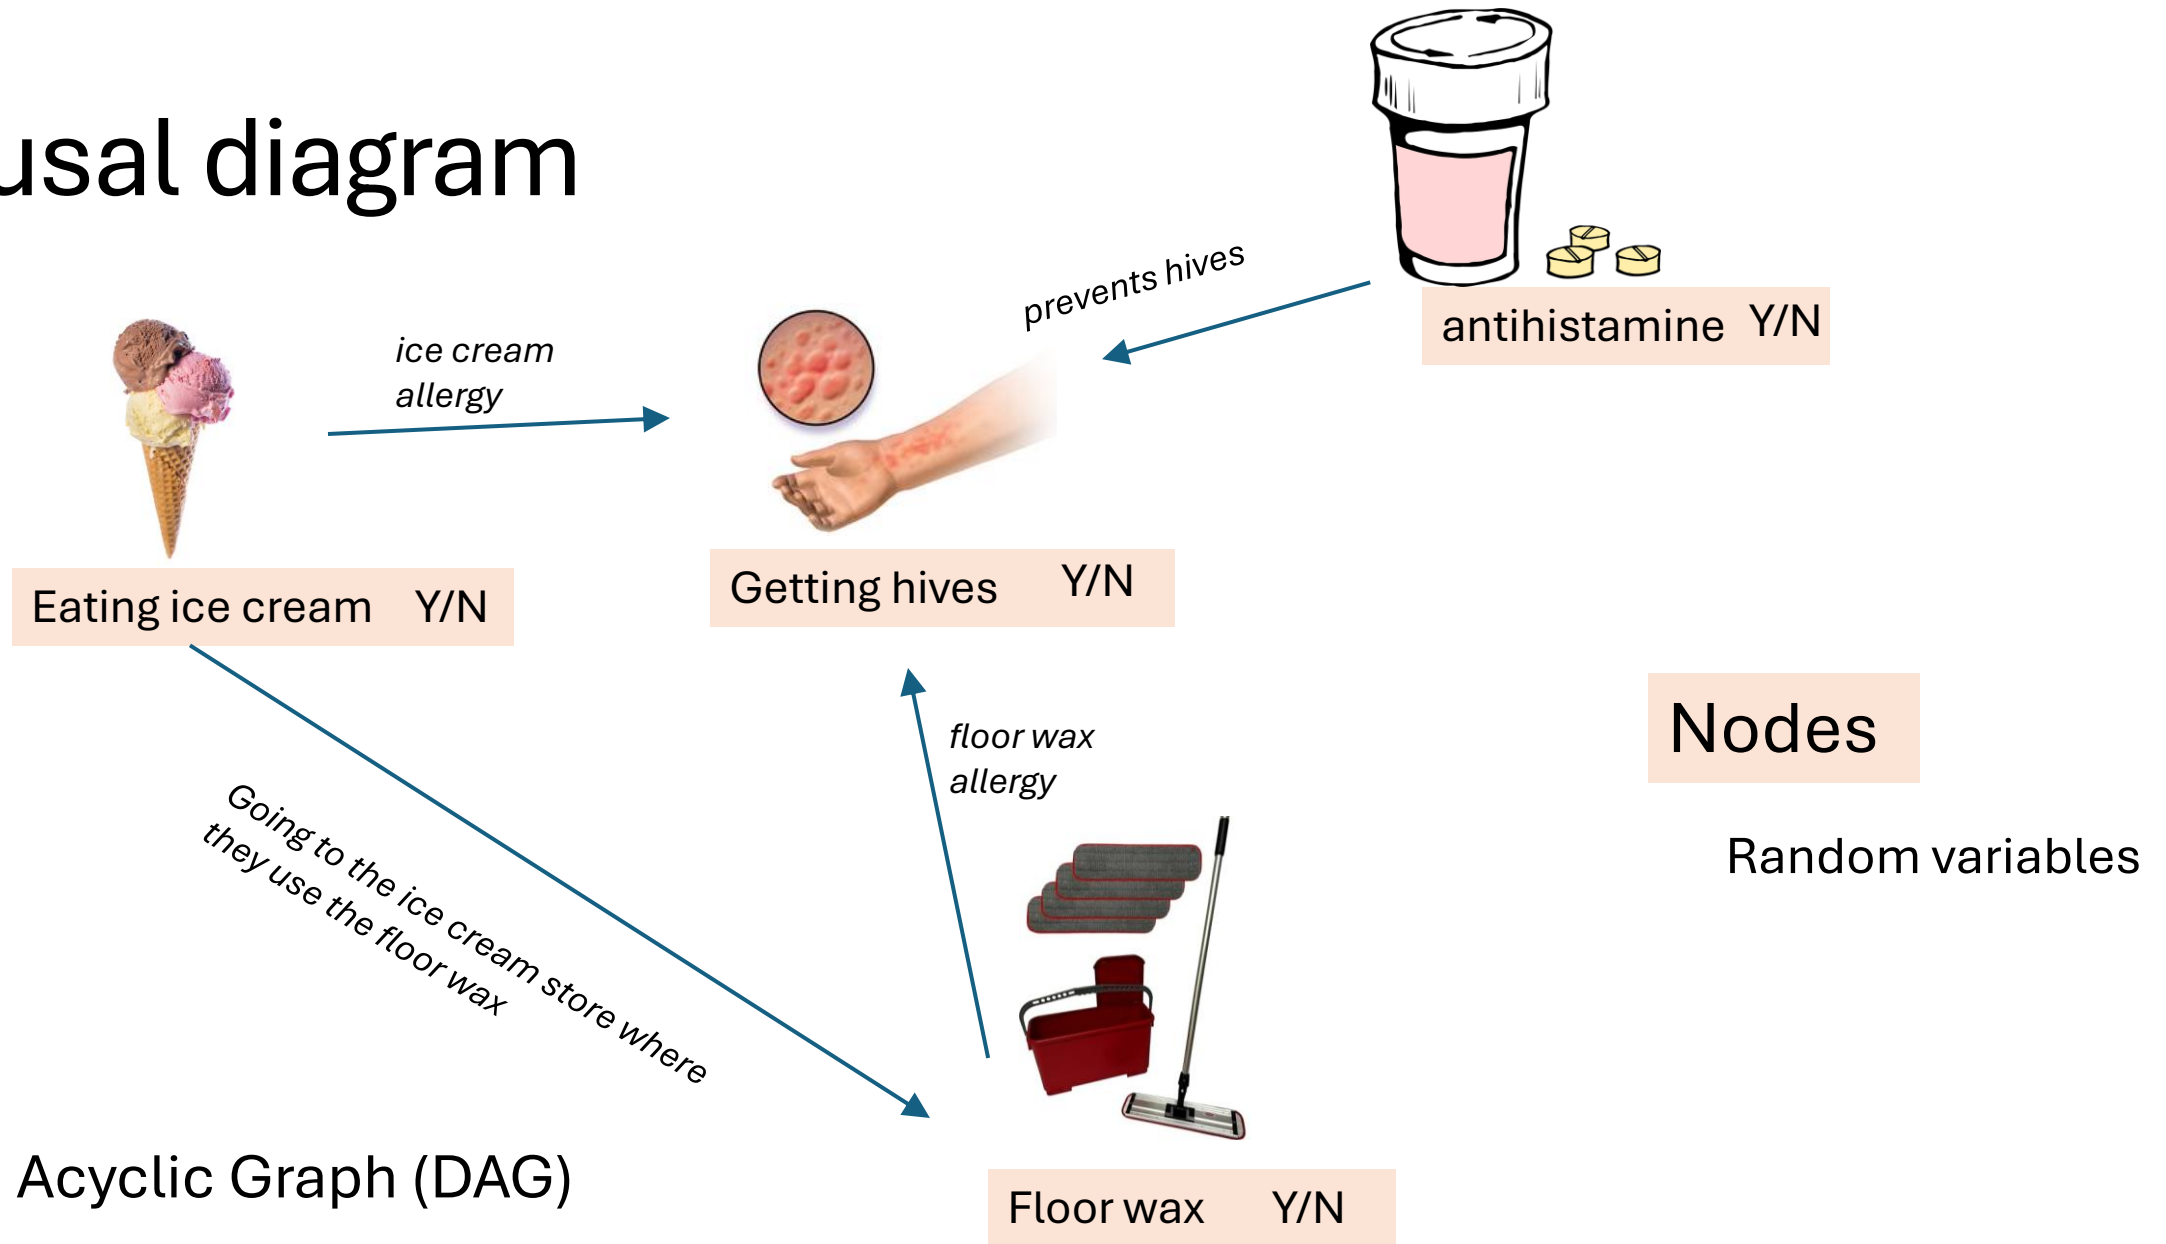 usal diagram
prevents hives
antihistamine Y/N
ice cream
allergy
Eating ice cream Y/N
Getting hives Y/N
floor wax
allergy
Nodes
Random variables
Going to the ice cream store where
they use the floor wax
Acyclic Graph (DAG)
Floor wax Y/N